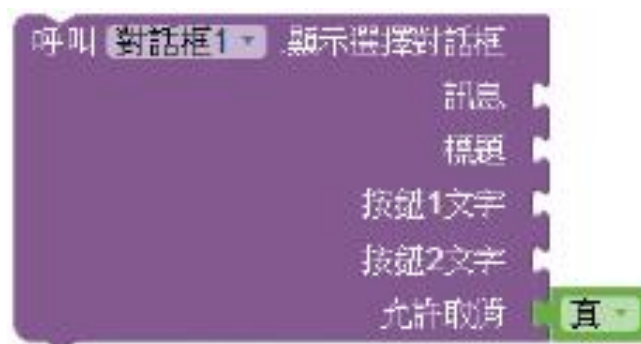 呼叫 對話框1 .顯示選擇對話框
訊息
標題
按鈕1文字
按鈕2文字
允許取消 真